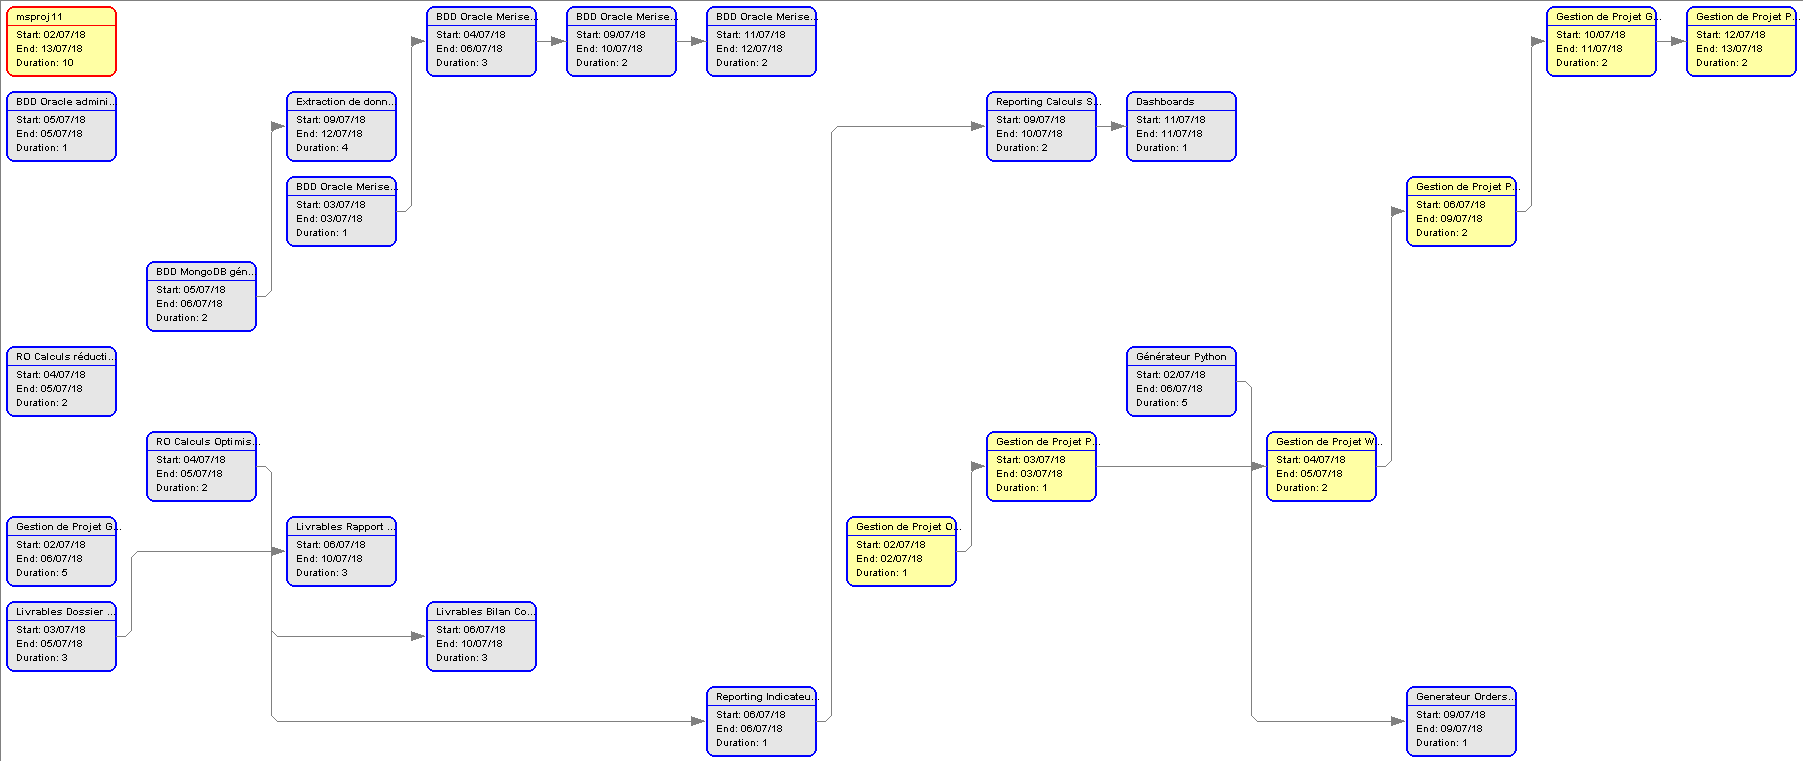 msproj11
Start: 02/07/18
End: 13/07/18
Duration: 10
BDD Oracle Merise...
Start: 04/07/18
End: 06/07/18
Duration: 3
BDD Oracle Merise...
Start: 09/07/18
End: 10/07/18
Duration: 2
BDD Oracle Merise...
Start: 11/07/18
End: 12/07/18
Duration: 2
Gestion de Projet G...
Start: 10/07/18
End: 11/07/18
Duration: 2
Gestion de Projet P...
Start: 12/07/18
End: 13/07/18
Duration: 2
BDD Oracle admini...
Start: 05/07/18
End: 05/07/18
Duration: 1
Extraction de donn...
Start: 09/07/18
End: 12/07/18
Duration: 4
Reporting Calculs S...
Start: 09/07/18
End: 10/07/18
Duration: 2
Dashboards
Start: 11/07/18
End: 11/07/18
Duration: 1
BDD Oracle Merise...
Start: 03/07/18
End: 03/07/18
Duration: 1
Gestion de Projet P...
Start: 06/07/18
End: 09/07/18
Duration: 2
BDD MongoDB gén...
Start: 05/07/18
End: 06/07/18
Duration: 2
RO Calculs réducti...
Start: 04/07/18
End: 05/07/18
Duration: 2
Générateur Python
Start: 02/07/18
End: 06/07/18
Duration: 5
RO Calculs Optimis...
Start: 04/07/18
End: 05/07/18
Duration: 2
Gestion de Projet P...
Start: 03/07/18
End: 03/07/18
Duration: 1
Gestion de Projet W...
Start: 04/07/18
End: 05/07/18
Duration: 2
Gestion de Projet G...
Start: 02/07/18
End: 06/07/18
Duration: 5
Livrables Rapport ...
Start: 06/07/18
End: 10/07/18
Duration: 3
Gestion de Projet O...
Start: 02/07/18
End: 02/07/18
Duration: 1
Livrables Dossier ...
Start: 03/07/18
End: 05/07/18
Duration: 3
Livrables Bilan Co...
Start: 06/07/18
End: 10/07/18
Duration: 3
Reporting Indicateu...
Start: 06/07/18
End: 06/07/18
Duration: 1
Generateur Orders...
Start: 09/07/18
End: 09/07/18
Duration: 1